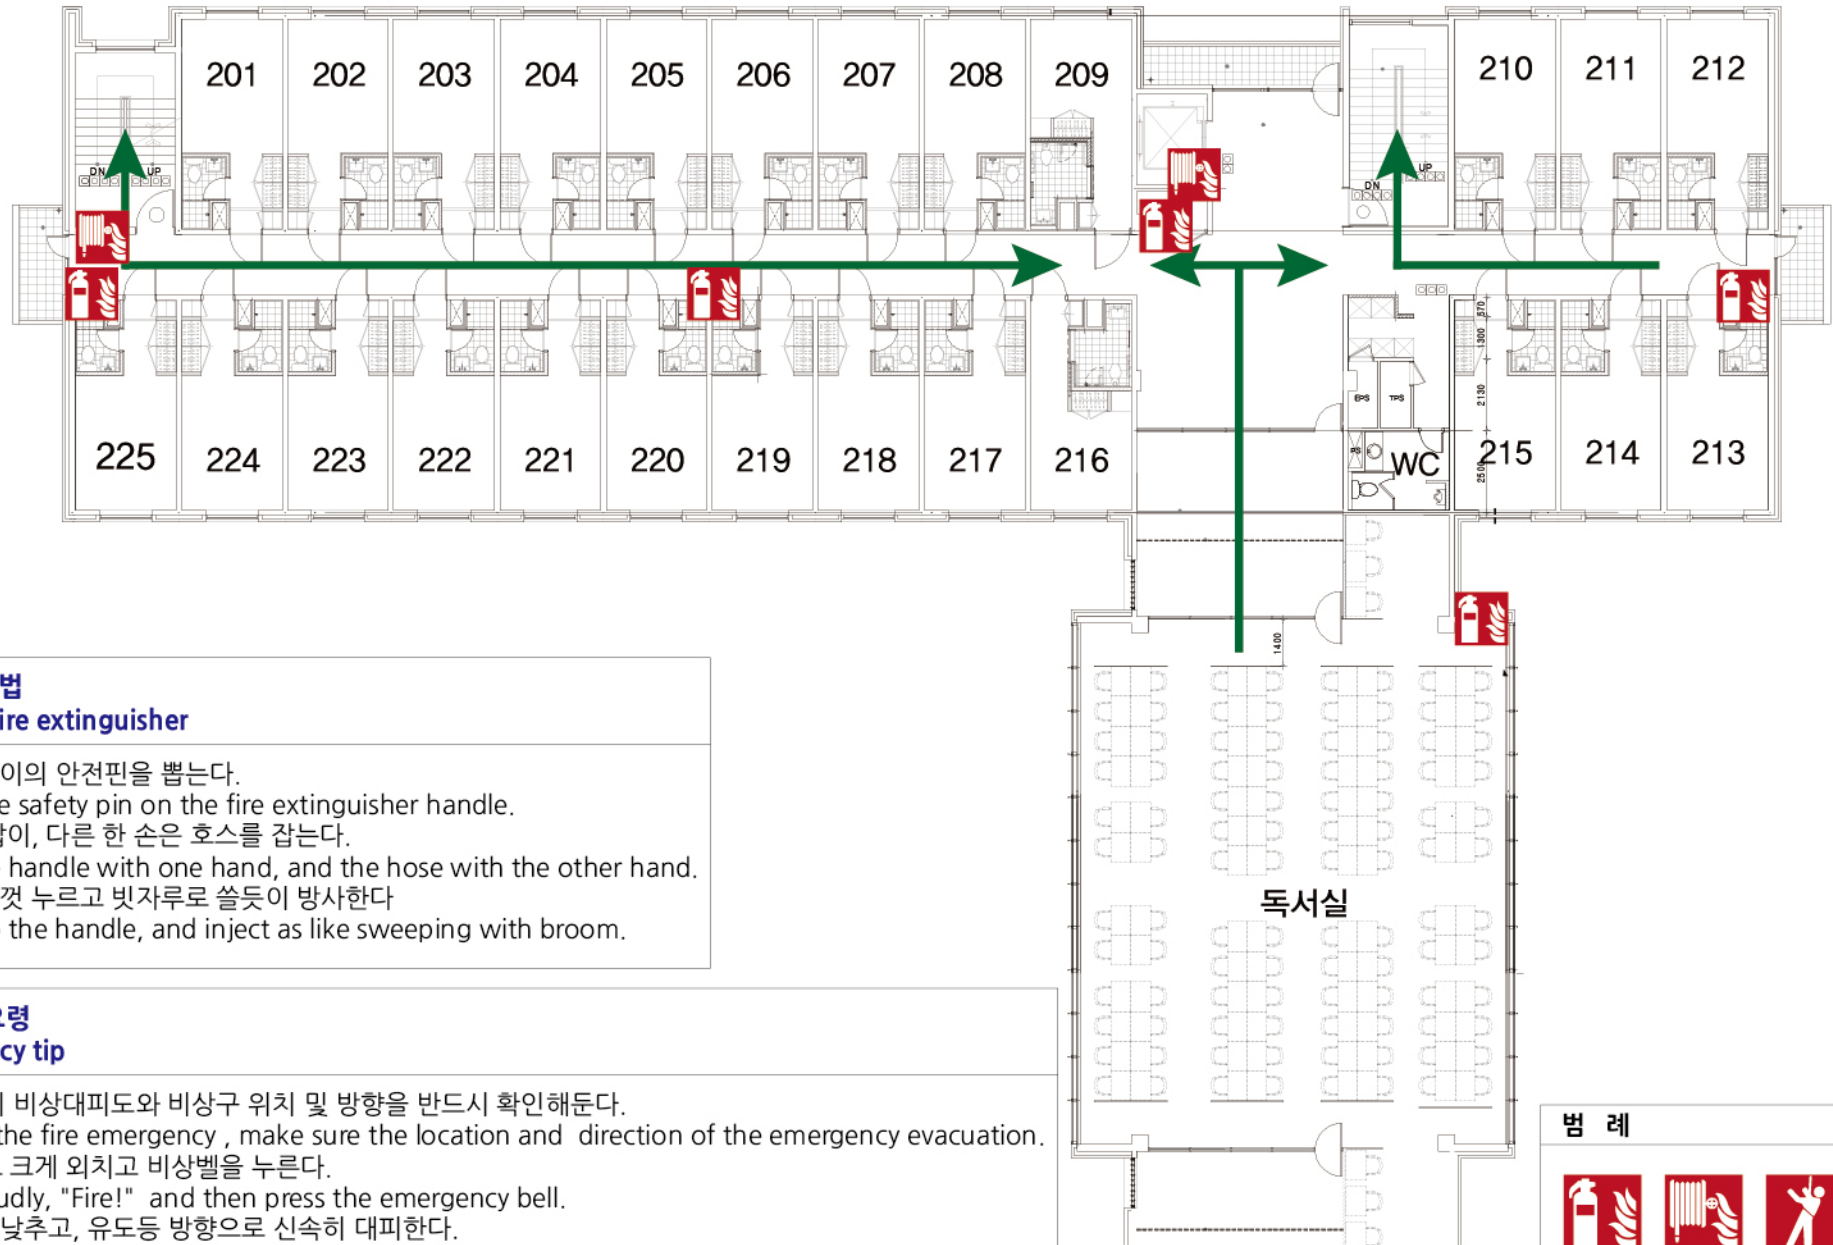 201 202 203 204 205 206 207 208 209 210 211 212
DN UP
DN UP
225 224 223 222 221 220 219 218 217 216 215 214 213
EPS TPS
PS
WC
570
1300
2130
2500
1400
독서실
법
ire extinguisher
이의 안전핀을 뽑는다.
e safety pin on the fire extinguisher handle.
이, 다른 한 손은 호스를 잡는다.
handle with one hand, and the hose with the other hand.
껏 누르고 빗자루로 쓸듯이 방사한다
the handle, and inject as like sweeping with broom.
요령
cy tip
비상대피도와 비상구 위치 및 방향을 반드시 확인해둔다.
the fire emergency , make sure the location and direction of the emergency evacuation.
크게 외치고 비상벨을 누른다.
udly, "Fire!" and then press the emergency bell.
낮추고, 유도등 방향으로 신속히 대피한다.
범 례